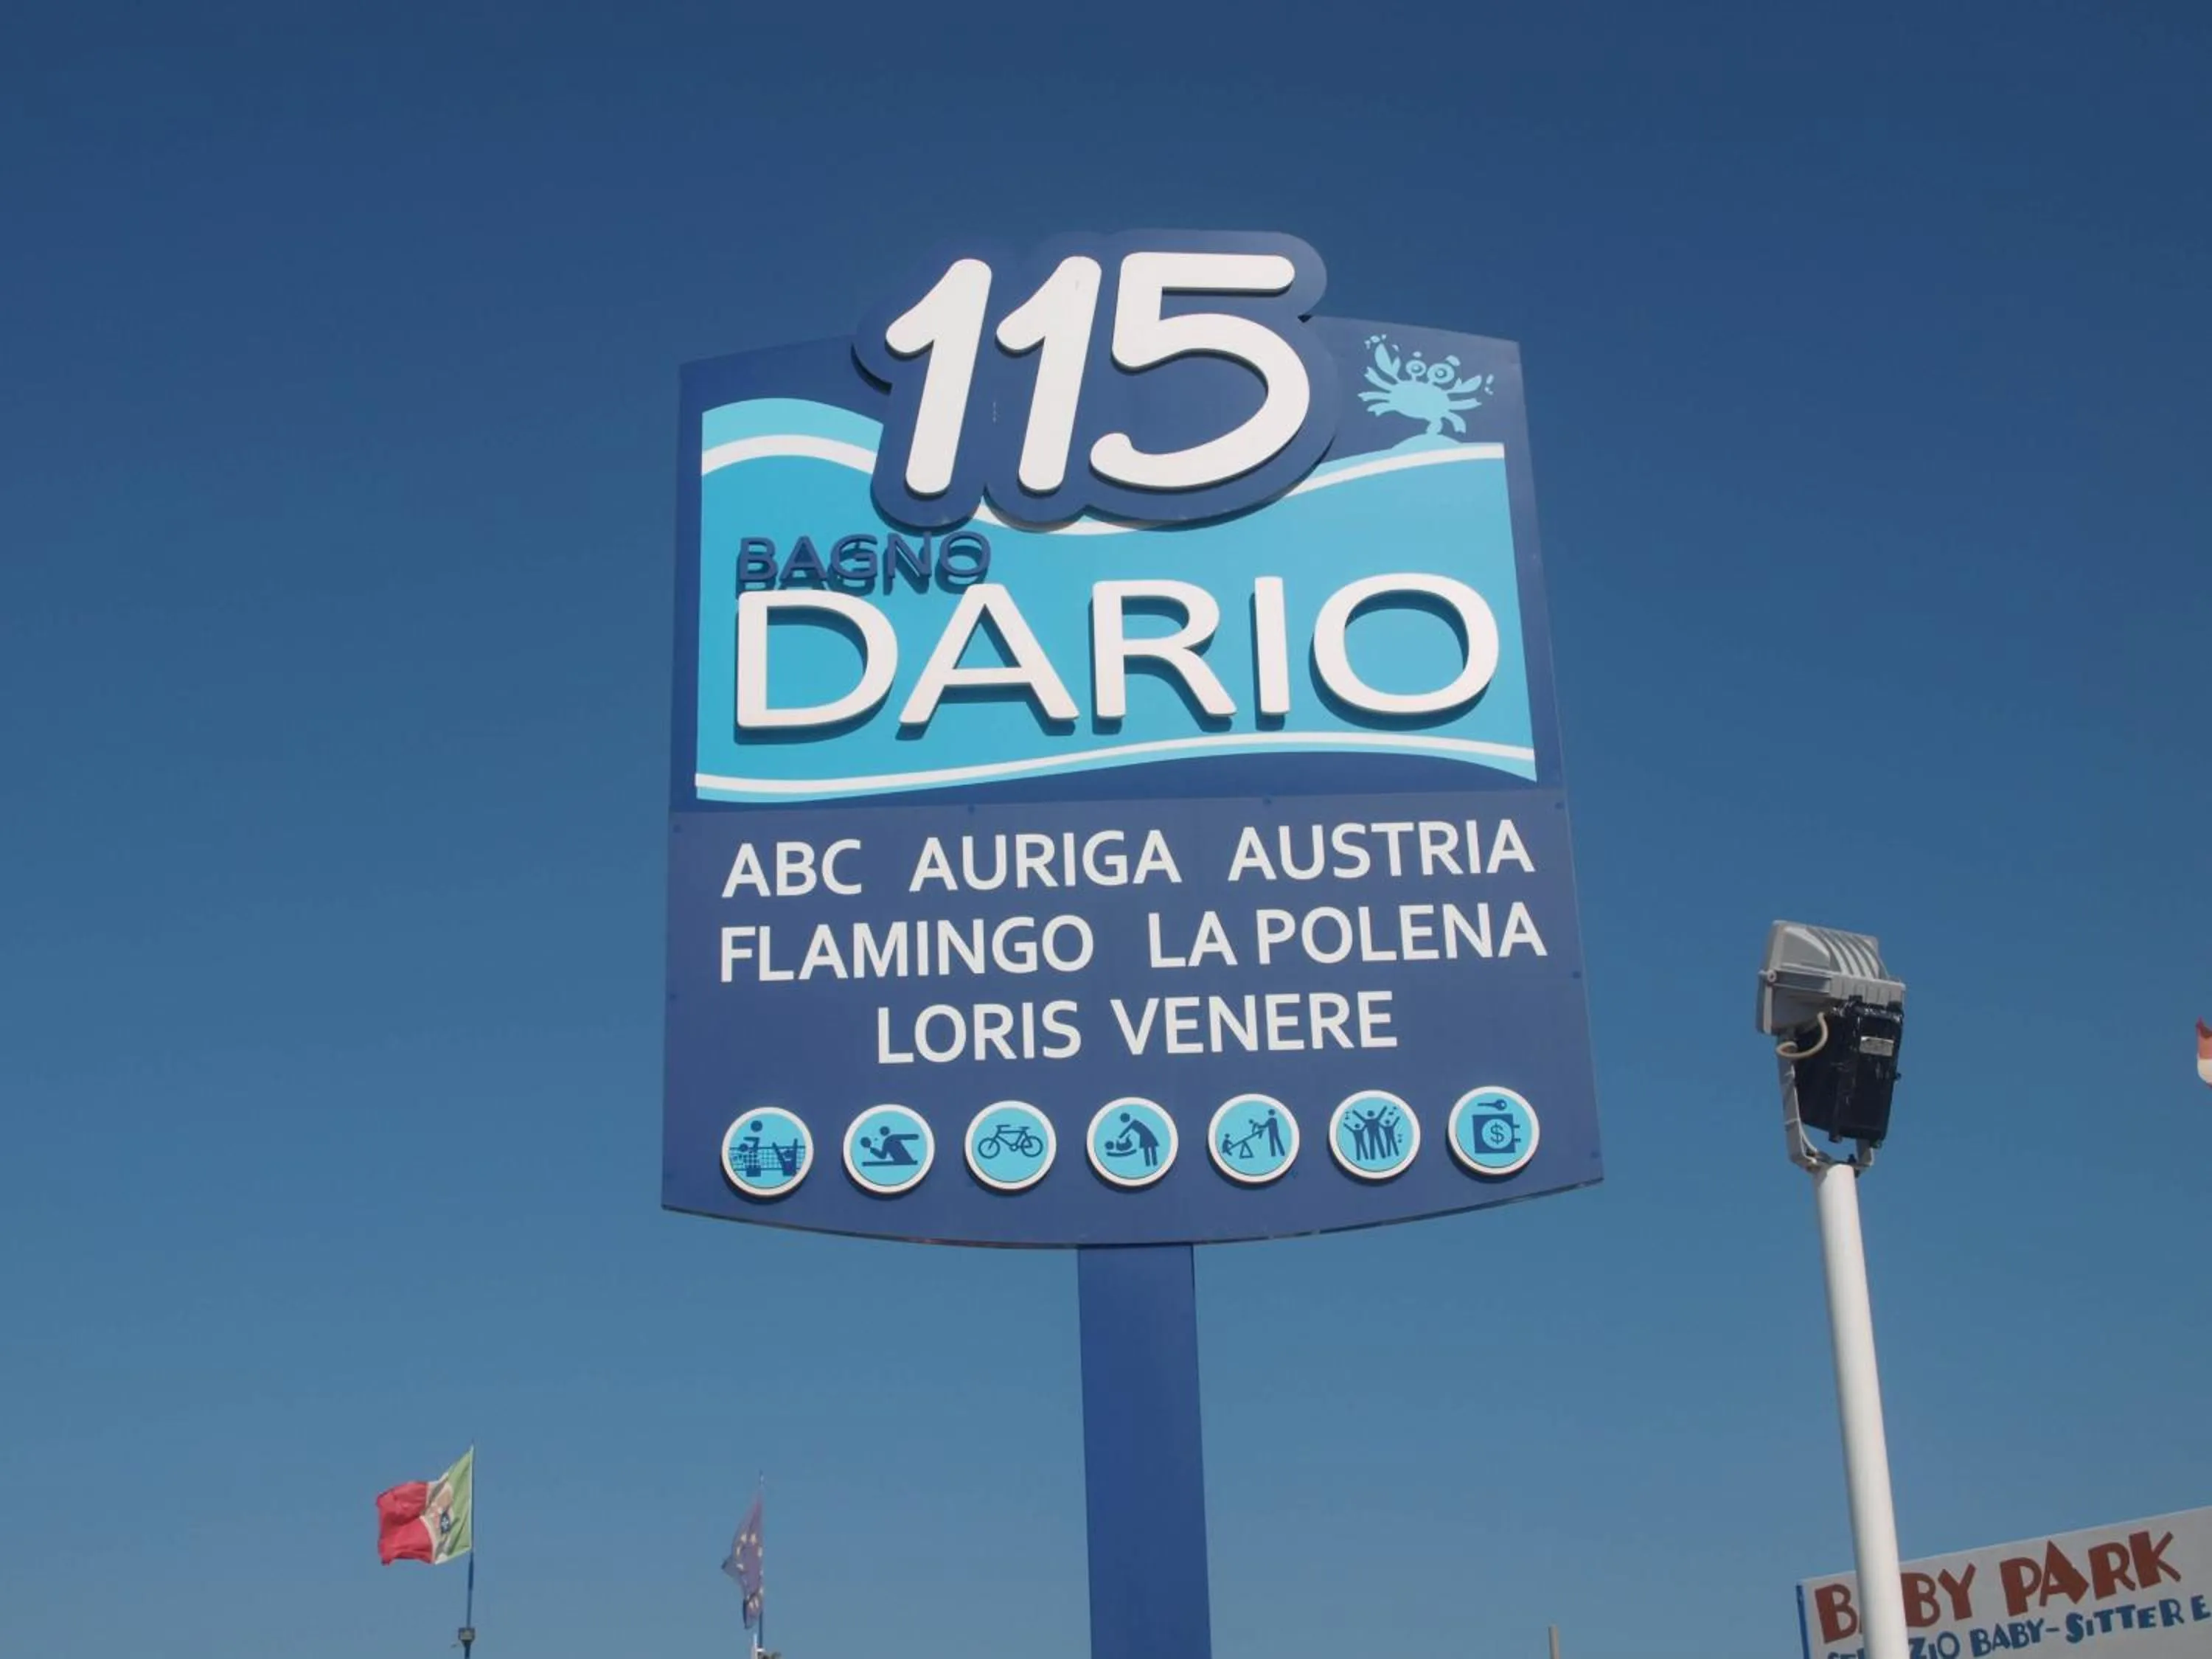 115
BAGNO
DARIO
ABC AURIGA AUSTRIA
FLAMINGO LA POLENA
LORIS VENERE
$
BABY PARK
BABY-SITTER E